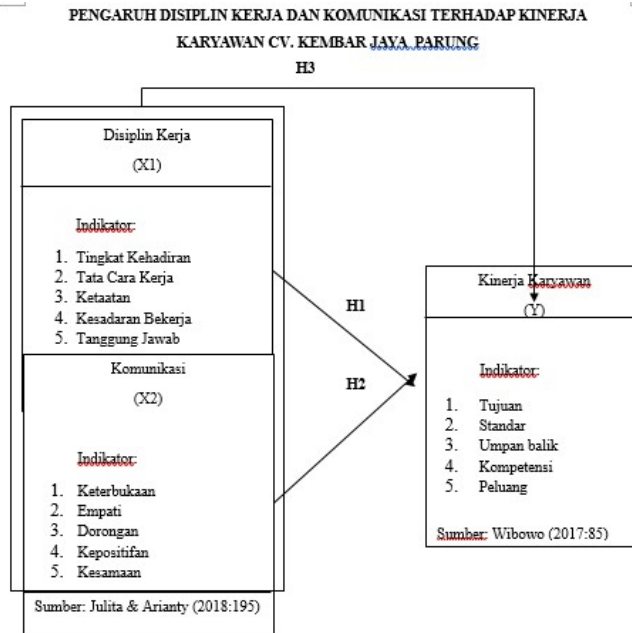 PENGARUH DISIPLIN KERJA DAN KOMUNIKASI TERHADAP KINERJA
KARYAWAN CV. KEMBAR JAYA PARUNG
H3
Disiplin Kerja
(X1)
Indikator:
1. Tingkat Kehadiran
2. Tata Cara Kerja
3. Ketaatan
4. Kesadaran Bekerja
5. Tanggung Jawab
Komunikasi
(X2)
Indikator:
1. Keterbukaan
2. Empati
3. Dorongan
4. Kepositifan
5. Kesamaan
Sumber: Julita & Arianty (2018:195)
H1
H2
Kinerja Karyawan
(Y)
Indikator:
1. Tujuan
2. Standar
3. Umpan balik
4. Kompetensi
5. Peluang
Sumber: Wibowo (2017:85)